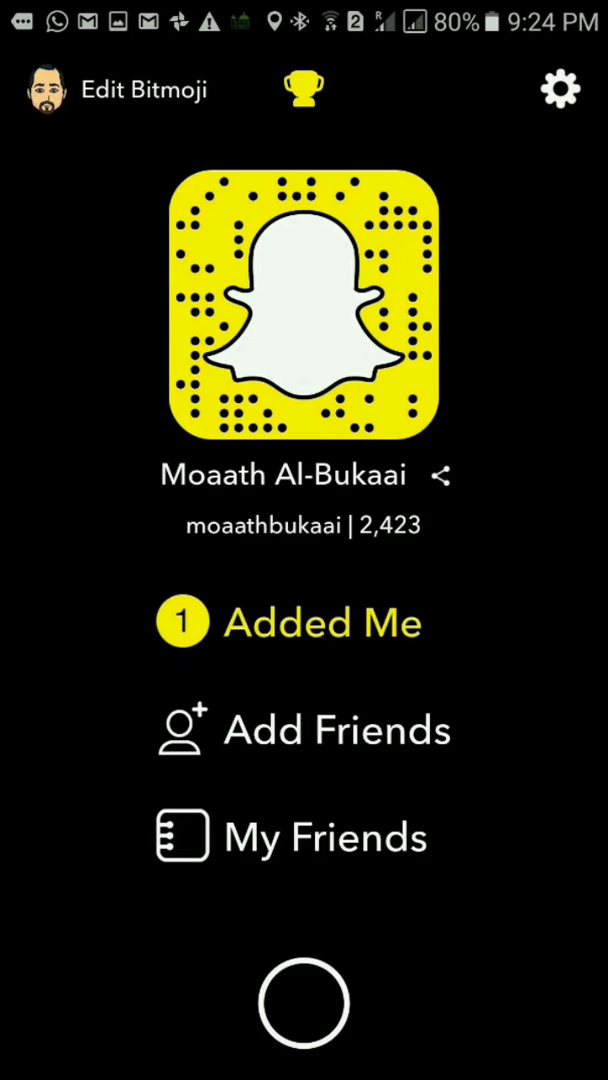 2 R 80% 9:24 PM
Edit Bitmoji
Moaath Al-Bukaai
moaathbukaai | 2,423
1 Added Me
Add Friends
My Friends